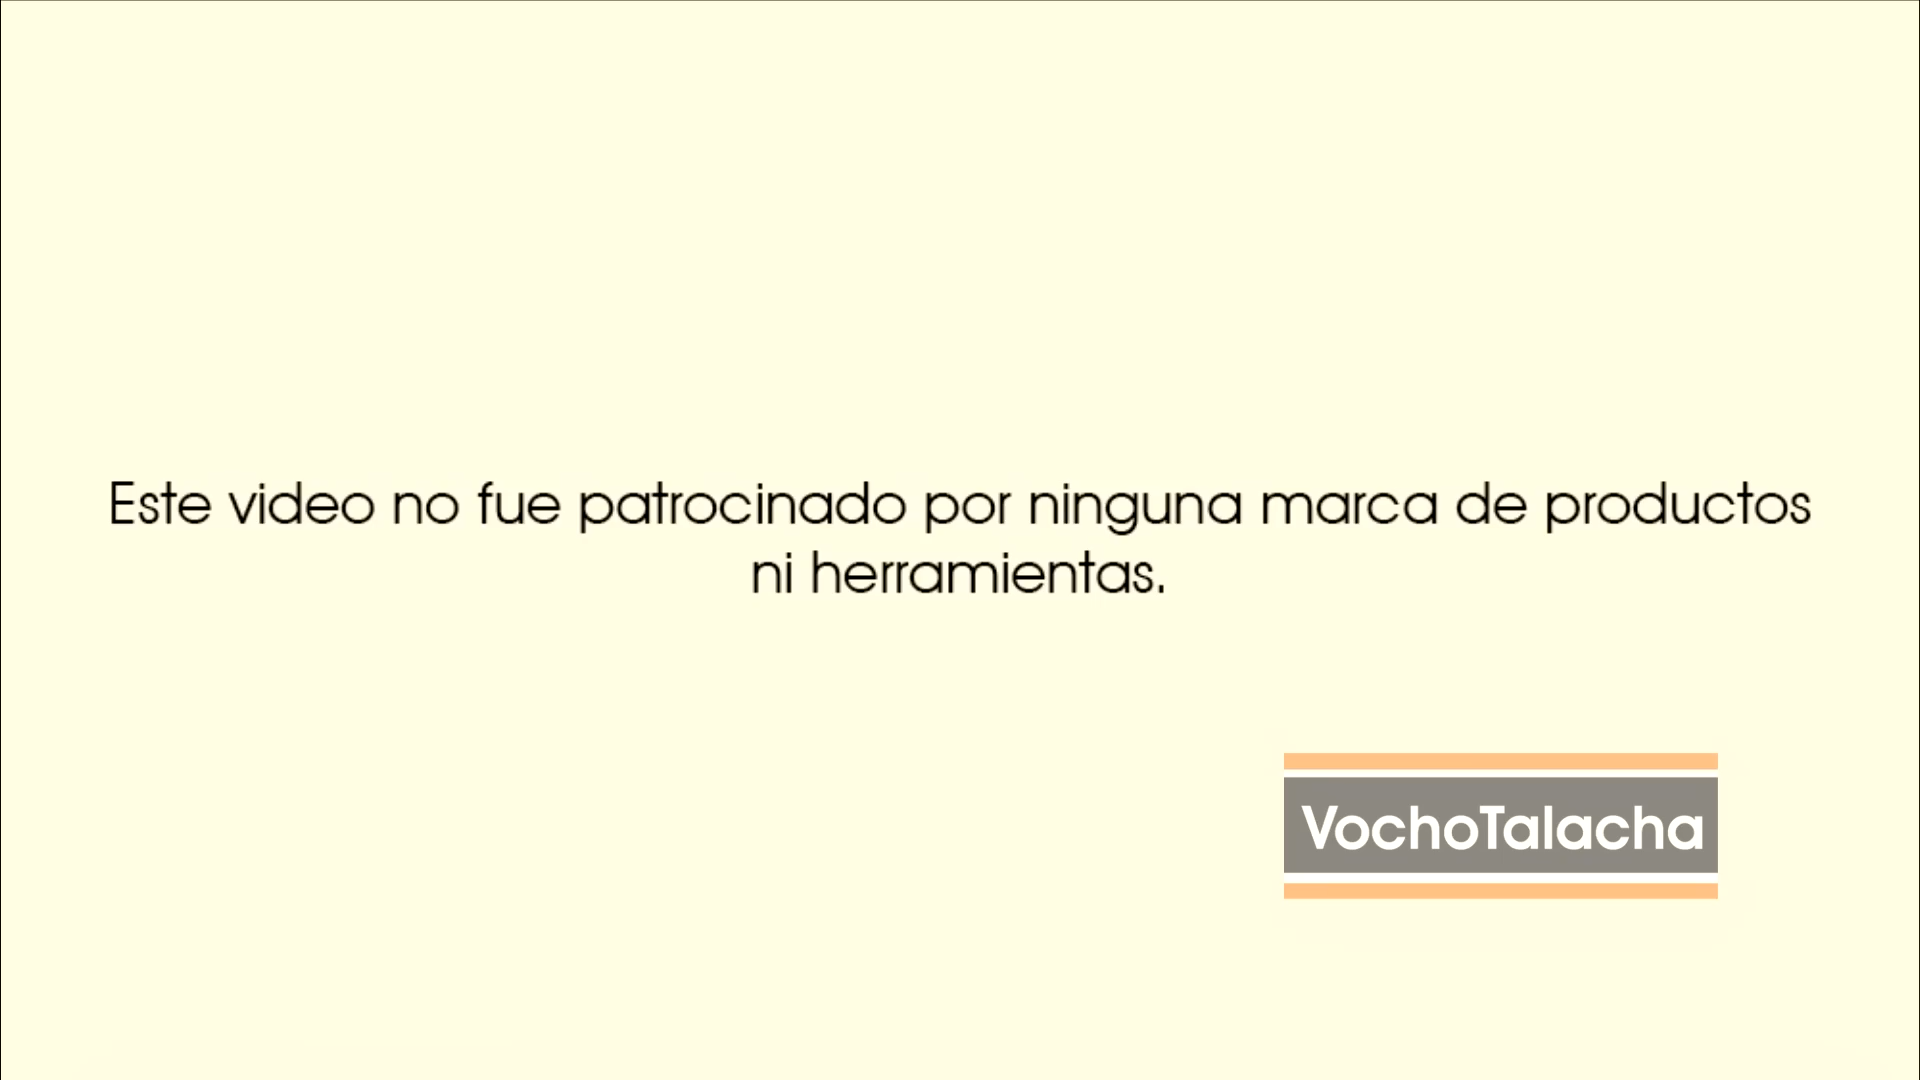 Este video no fue patrocinado por ninguna marca de productos
ni herramientas.
VochoTalacha